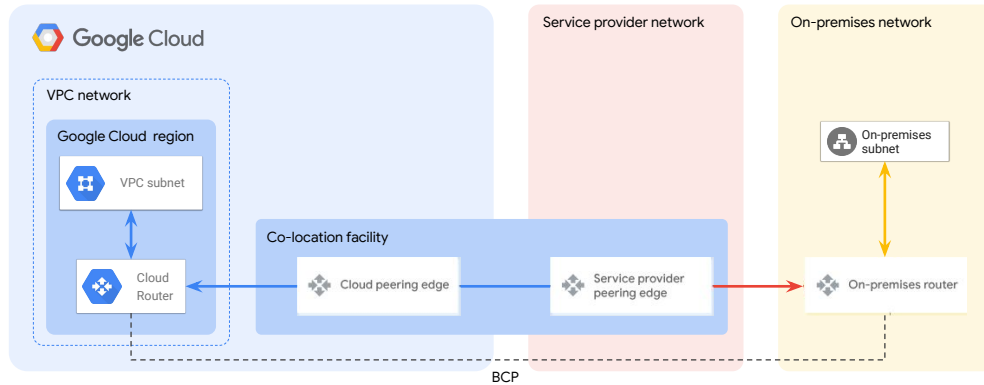 Google Cloud
Service provider network
On-premises network
VPC network
Google Cloud region
VPC subnet
On-premises
subnet
Co-location facility
Cloud
Router
Cloud peering edge
Service provider
peering edge
On-premises router
BCP